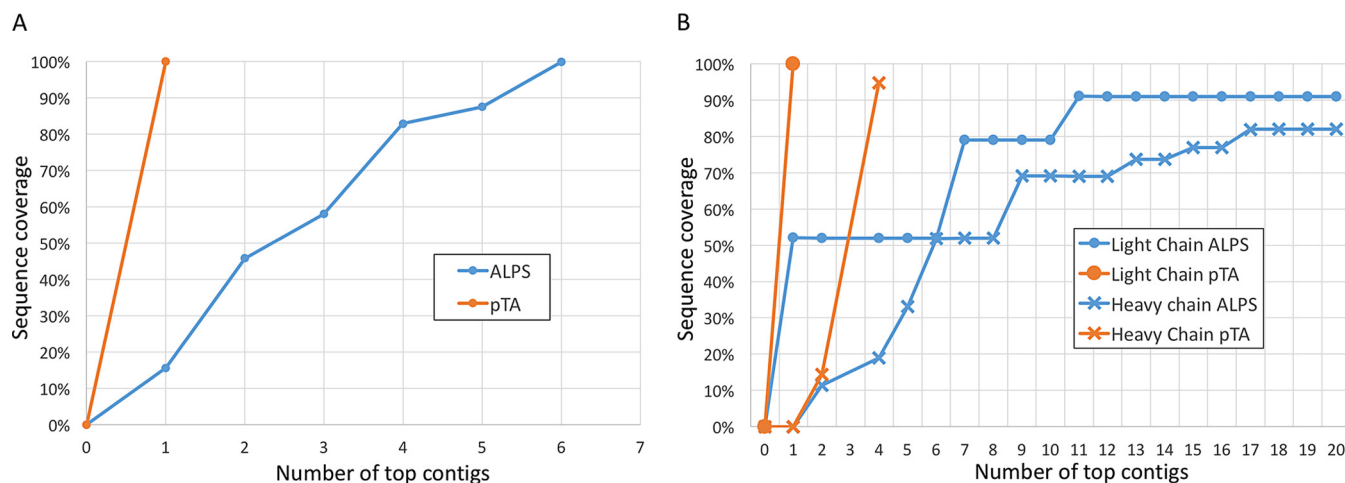 A
Sequence coverage
100%
90%
80%
70%
60%
50%
40%
30%
20%
10%
0%
0 1 2 3 4 5 6 7
Number of top contigs
ALPS
pTA
B
Sequence coverage
100%
90%
80%
70%
60%
50%
40%
30%
20%
10%
0%
0 1 2 3 4 5 6 7 8 9 10 11 12 13 14 15 16 17 18 19 20
Number of top contigs
Light Chain ALPS
Light Chain pTA
Heavy chain ALPS
Heavy Chain pTA